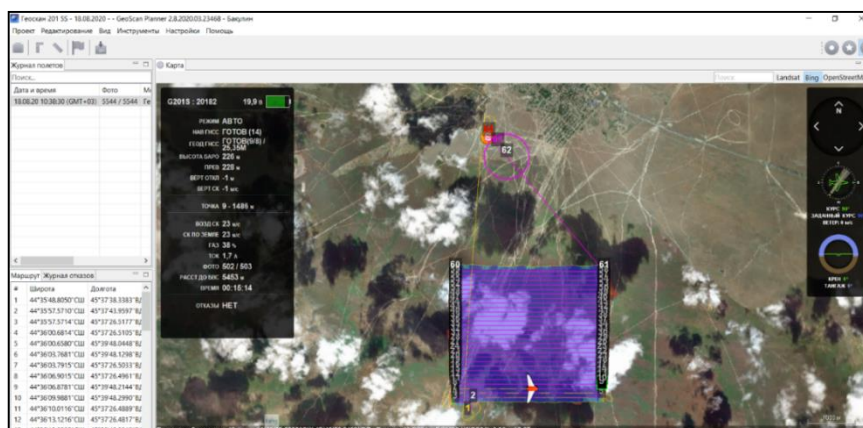 Геоскан 201 5S - 18.08.2020 - - GeoScan Planner 2.8.2020.03.23468 - Бакулин
Проект Редактирование Вид Инструменты Настройки Помощь
Журнал полетов
Карта
Поиск...
Поиск
Landsat Bing OpenStreetM
Дата и время Фото
18.08.20 10:38:30 (GMT+03) 5544 / 5544 Ге
G201S : 20182 19,9 в
РЕЖИМ АВТО
НАВ ГНСС ГОТОВ (14)
ГЕОД ГНСС ГОТОВ(5/8) / 25,35М
ВЫСОТА БАРО 226 м
ПРЕВ 228 м
ВЕРТ ОТКЛ -1 м
ВЕРТ СК -1 м/с
ТОЧКА 9 - 1486 м
ВОЗД СК 23 м/с
СК ПО ЗЕМЛЕ 23 м/с
ГАЗ 38 %
ТОК 1,7 А
ФОТО 502 / 503
РАССТ ДО ПОС 5453 м
ВРЕМЯ 00:15:14
ОТКАЗЫ НЕТ
N
КУРС
ЗАДАННЫЙ КУРС
ВЕТЕР:
КРЕН
ТАНГАЖ
62
60
61
2
1
Маршрут Журнал отказов
# Широта Долгота
1 44°35'48.8050"СШ 45°37'38.3383"ВД
2 44°35'57.5710"СШ 45°37'43.9597"ВД
3 44°35'57.5714"СШ 45°37'26.5177"ВД
4 44°36'00.6814"СШ 45°37'26.5105"ВД
5 44°36'00.6580"СШ 45°39'48.0448"ВД
6 44°36'03.7681"СШ 45°39'48.1298"ВД
7 44°36'03.7915"СШ 45°37'26.5033"ВД
8 44°36'06.9015"СШ 45°37'26.4961"ВД
9 44°36'06.8781"СШ 45°39'48.2144"ВД
10 44°36'09.9881"СШ 45°39'48.2990"ВД
11 44°36'10.0116"СШ 45°37'26.4889"ВД
12 44°36'13.1216"СШ 45°37'26.4817"ВД